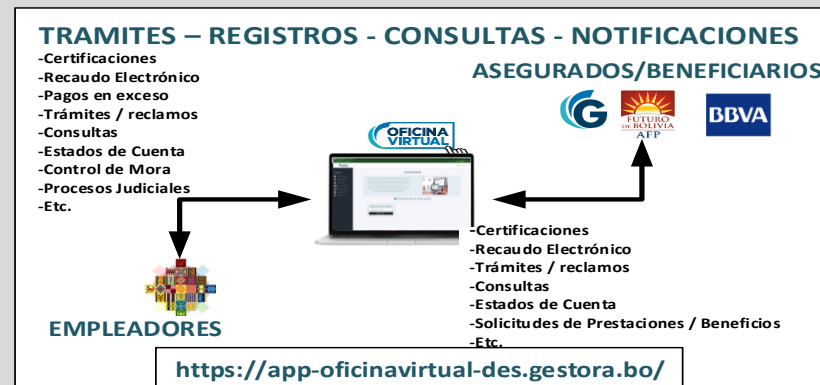 TRAMITES – REGISTROS - CONSULTAS - NOTIFICACIONES
-Certificaciones
-Recaudo Electrónico
-Pagos en exceso
-Trámites / reclamos
-Consultas
-Estados de Cuenta
-Control de Mora
-Procesos Judiciales
-Etc.
ASEGURADOS/BENEFICIARIOS
G
FUTURO
DE BOLIVIA
AFP
BBVA
OFICINA
VIRTUAL
-Certificaciones
-Recaudo Electrónico
-Trámites / reclamos
-Consultas
-Estados de Cuenta
-Solicitudes de Prestaciones / Beneficios
-Etc.
EMPLEADORES
https://app-oficinavirtual-des.gestora.bo/